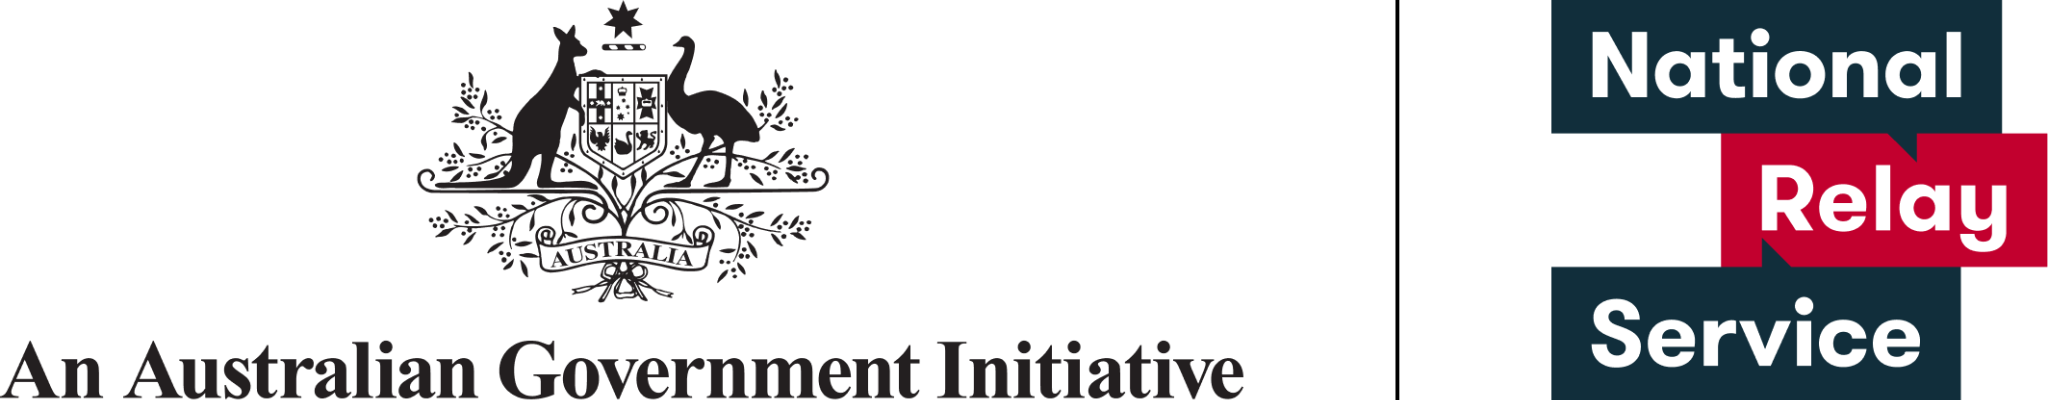 AUSTRALIA
An Australian Government Initiative
National
Relay
Service